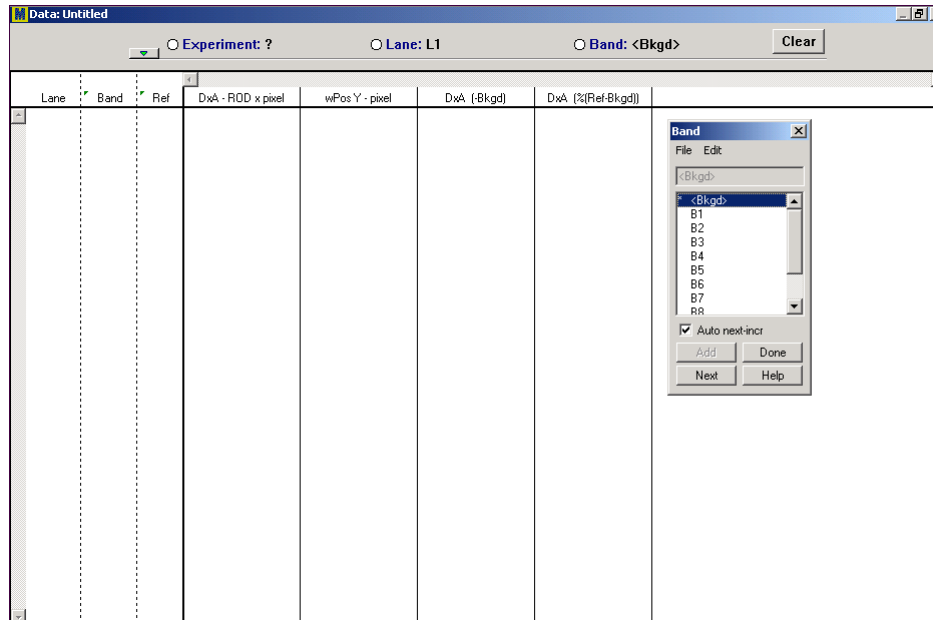 Data: Untitled
Experiment: ? Lane: L1 Band: <Bkgd> Clear
Lane Band Ref DxA - ROD x pixel wPos Y - pixel DxA (-Bkgd) DxA (%(Ref-Bkgd))
Band
File Edit
<Bkgd>
* <Bkgd>
B1
B2
B3
B4
B5
B6
B7
B8
Auto next-incr
Add Done
Next Help